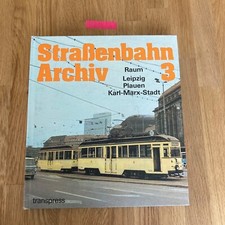 Straßenbahn
Archiv 3
Raum
Leipzig
Plauen
Karl-Marx-Stadt
transpress